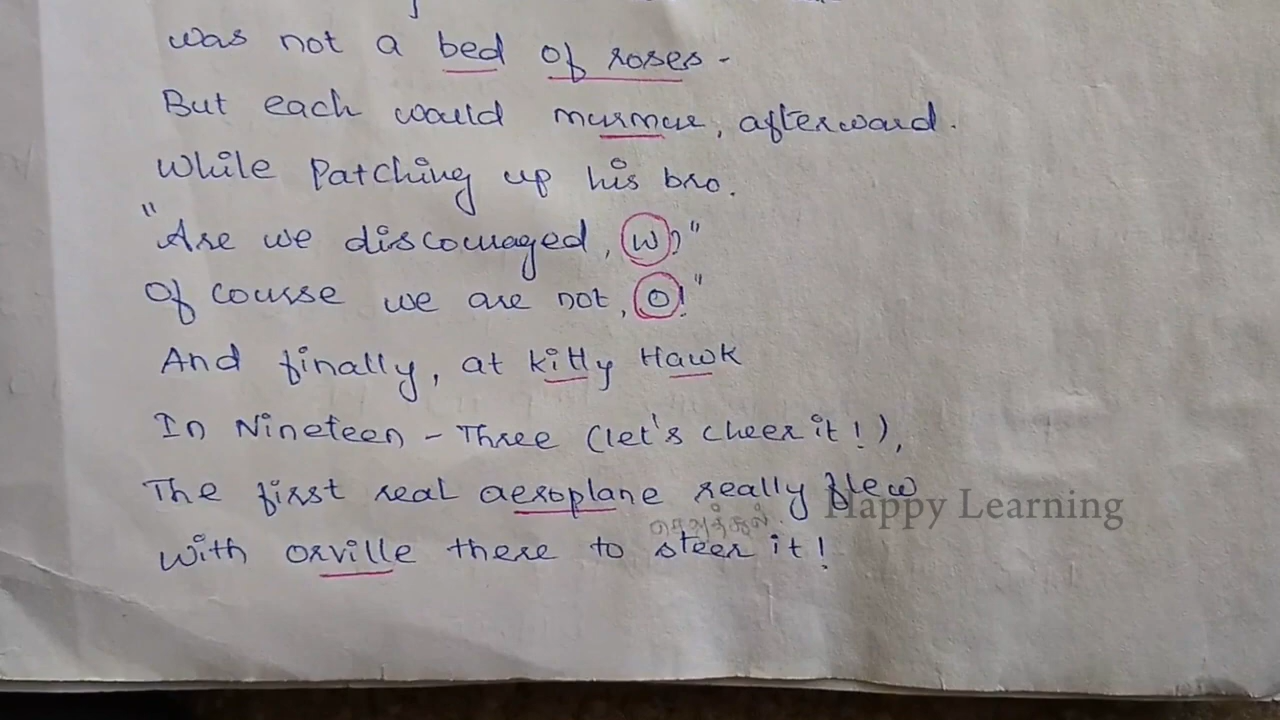 was not a bed of roses -
But each would murmur, afterward.
While Patching up his bro.
"Are we discouraged, W?"
Of course we are not, O!"
And finally, at Kitty Hawk
In Nineteen - Three (let's cheer it!),
The first real aeroplane really flew
Happy Learning
With Orville there to steer it!